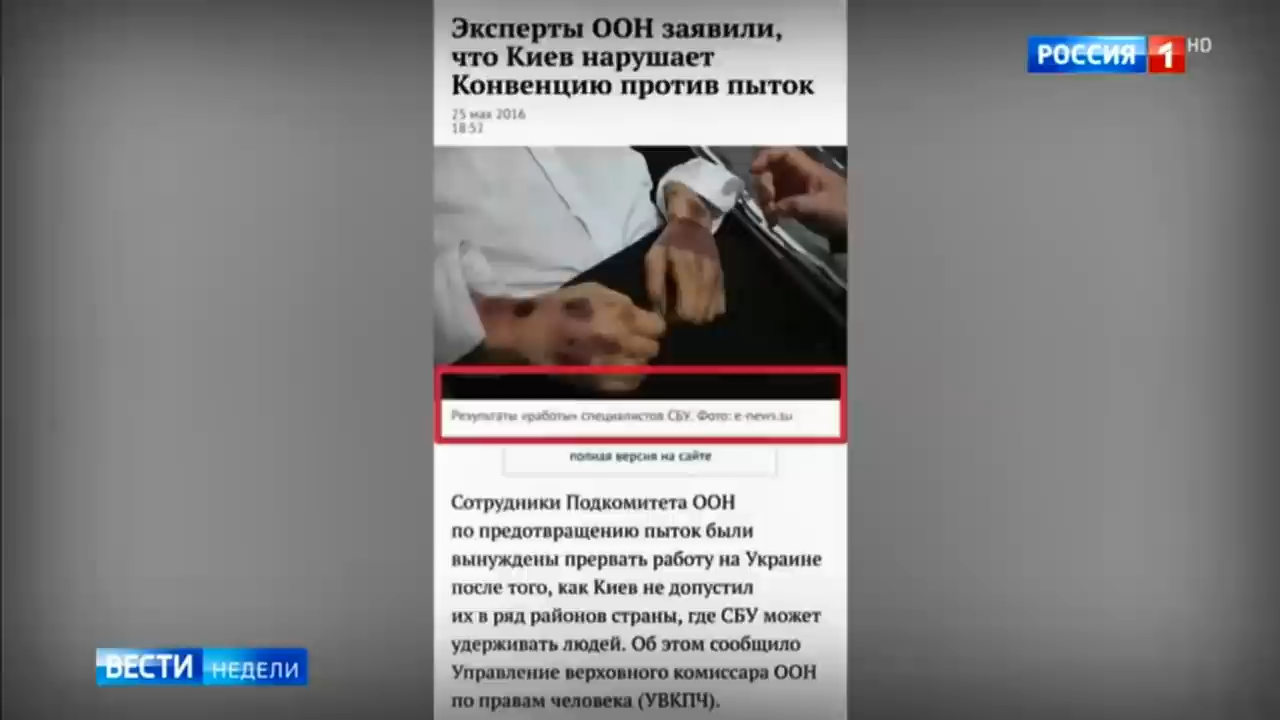 Эксперты ООН заявили,
что Киев нарушает
Конвенцию против пыток
25 мая 2016
18:52
РОССИЯ 1 HD
Результаты «работы» специалистов СБУ. Фото: e-news.su
полная версия на сайте
Сотрудники Подкомитета ООН
по предотвращению пыток были
вынуждены прервать работу на Украине
после того, как Киев не допустил
их в ряд районов страны, где СБУ может
удерживать людей. Об этом сообщило
Управление верховного комиссара ООН
по правам человека (УВКПЧ).
ВЕСТИ НЕДЕЛИ